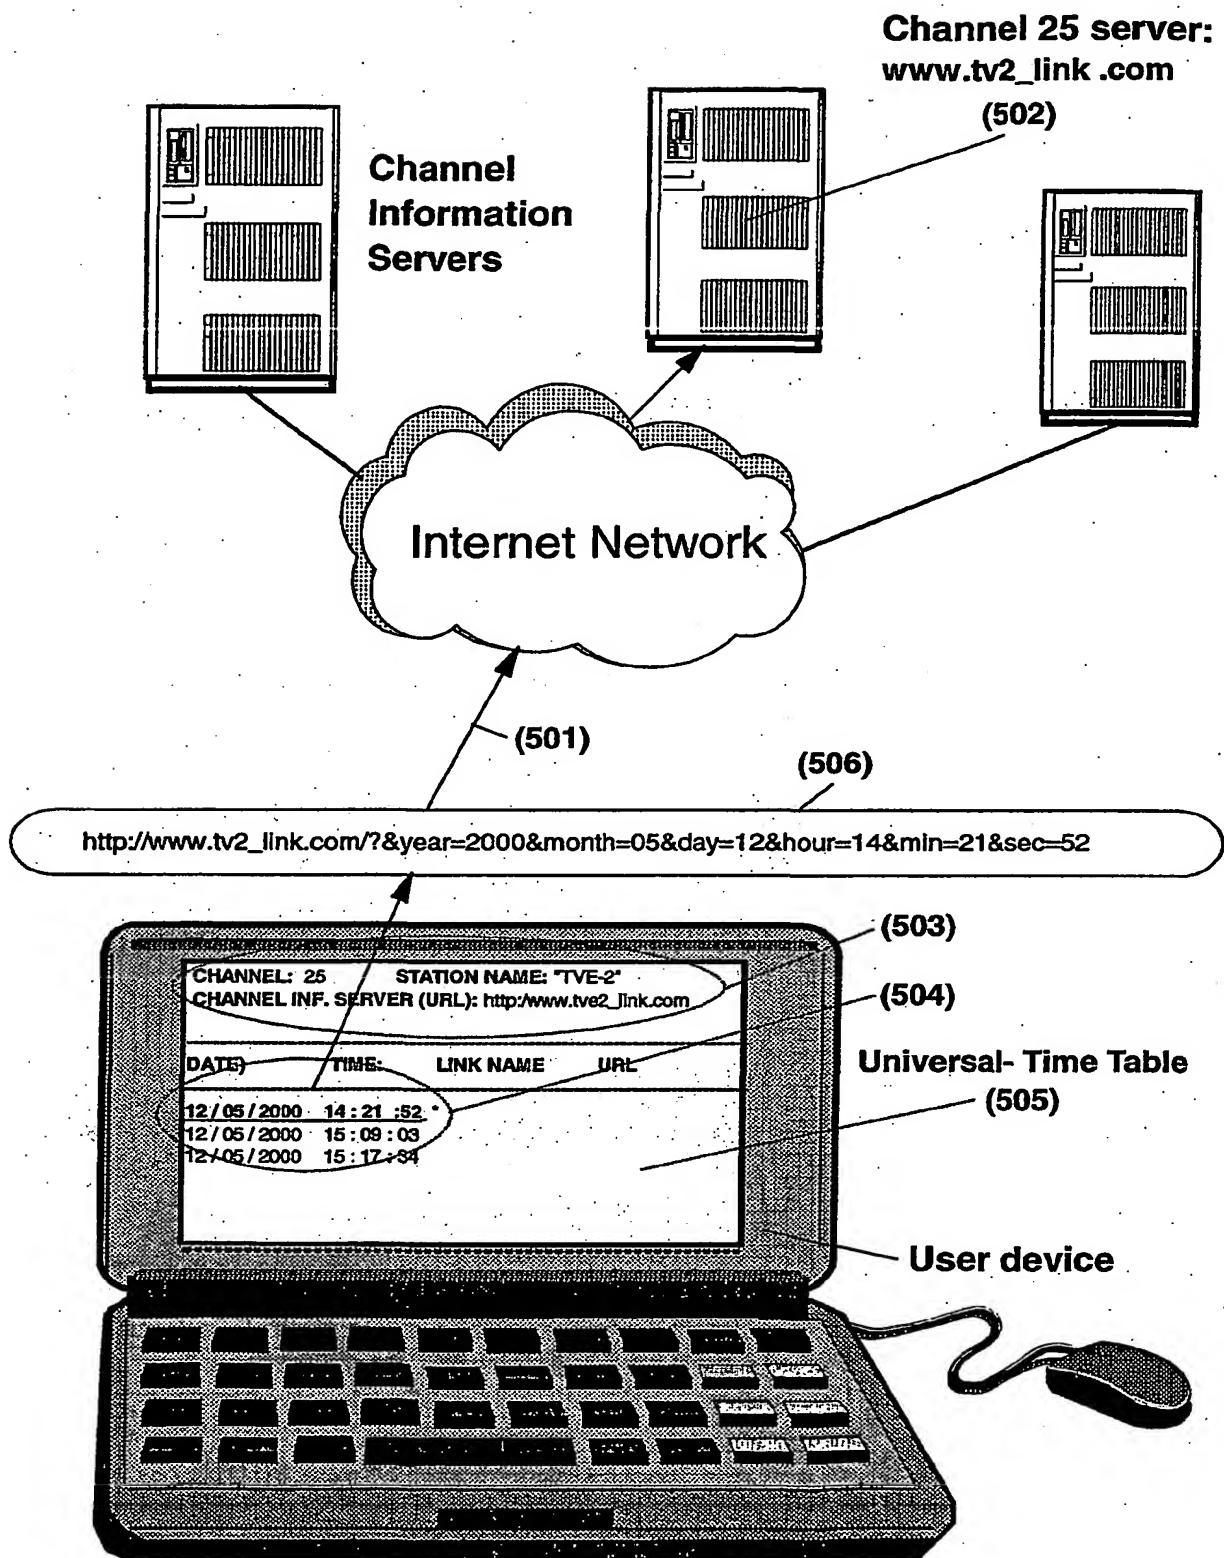 Channel 25 server:
www.tv2_link .com
(502)
Channel
Information
Servers
Internet Network
(501)
(506)
http://www.tv2_link.com/?&year=2000&month=05&day=12&hour=14&min=21&sec=52
(503)
CHANNEL: 25 STATION NAME: "TVE-2"
CHANNEL INF. SERVER (URL): http:/www.tve2_link.com
(504)
DATE) TIME: LINK NAME URL
Universal- Time Table
(505)
12 / 05 / 2000 14 : 21 :52 *
12 / 05 / 2000 15 : 09 : 03
12 / 05 / 2000 15 : 17 : 34
User device